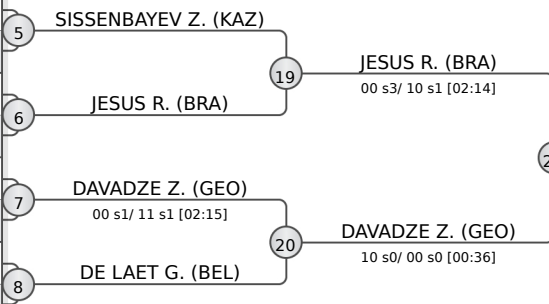 SISSENBAYEV Z. (KAZ)
5
19
JESUS R. (BRA)
00 s3/ 10 s1 [02:14]
JESUS R. (BRA)
6
DAVADZE Z. (GEO)
7
00 s1/ 11 s1 [02:15]
20
DAVADZE Z. (GEO)
10 s0/ 00 s0 [00:36]
DE LAET G. (BEL)
8